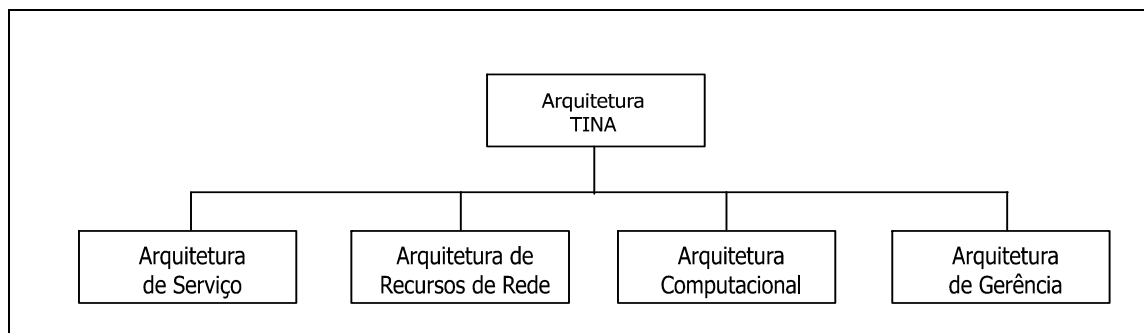 Arquitetura
TINA
Arquitetura
de Serviço
Arquitetura de
Recursos de Rede
Arquitetura
Computacional
Arquitetura
de Gerência